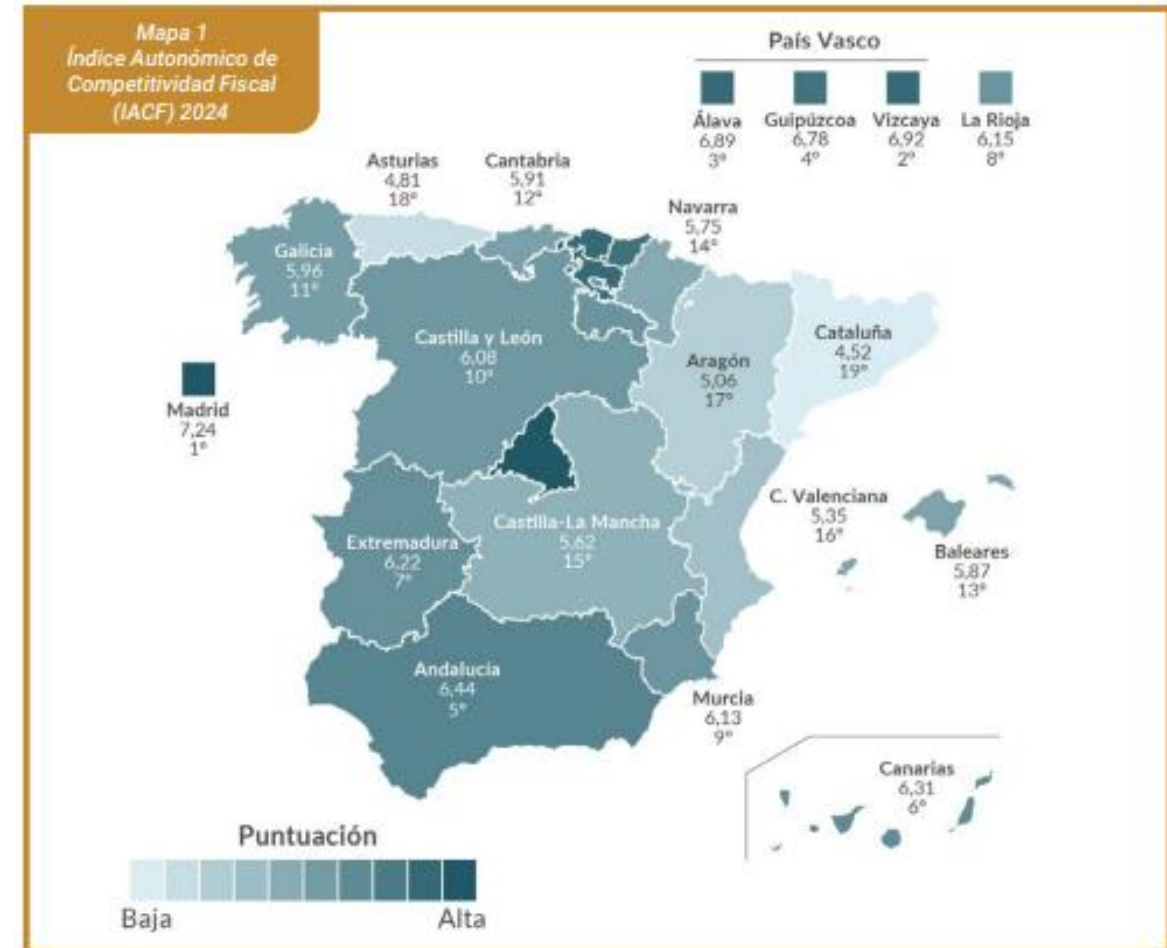 Mapa 1
Índice Autonómico de
Competitividad Fiscal
(IACF) 2024
País Vasco
Álava
6,89
3º
Guipúzcoa
6,78
4º
Vizcaya
6,92
2º
La Rioja
6,15
8º
Asturias
4,81
18º
Cantabria
5,91
12º
Navarra
5,75
14º
Galicia
5,96
11º
Castilla y León
6,08
10º
Cataluña
4,52
19º
Aragón
5,06
17º
Madrid
7,24
1º
C. Valenciana
5,35
16º
Castilla-La Mancha
5,62
15º
Extremadura
6,22
7º
Baleares
5,87
13º
Andalucía
6,44
5º
Murcia
6,13
9º
Canarias
6,31
6º
Puntuación
Baja
Alta